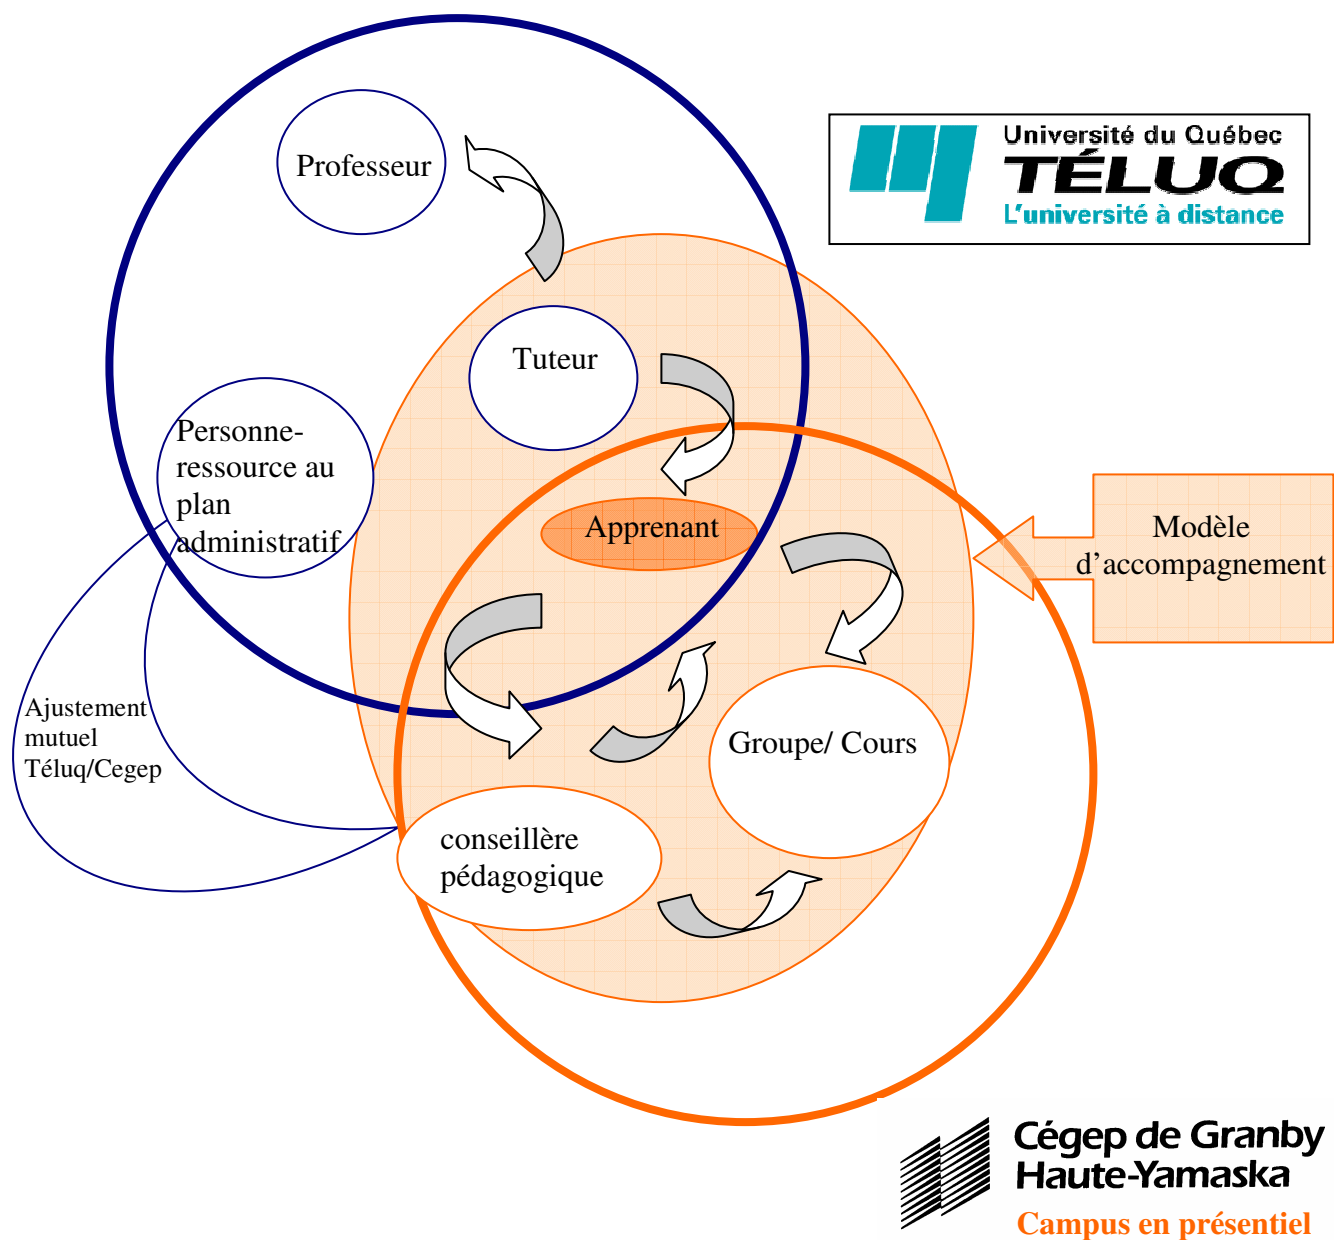 Professeur
Université du Québec
TÉLUQ
L'université à distance
Tuteur
Personne-
ressource au
plan
administratif
Apprenant
Modèle
d’accompagnement
Ajustement
mutuel
Téluq/Cegep
Groupe/ Cours
conseillère
pédagogique
Cégep de Granby
Haute-Yamaska
Campus en présentiel